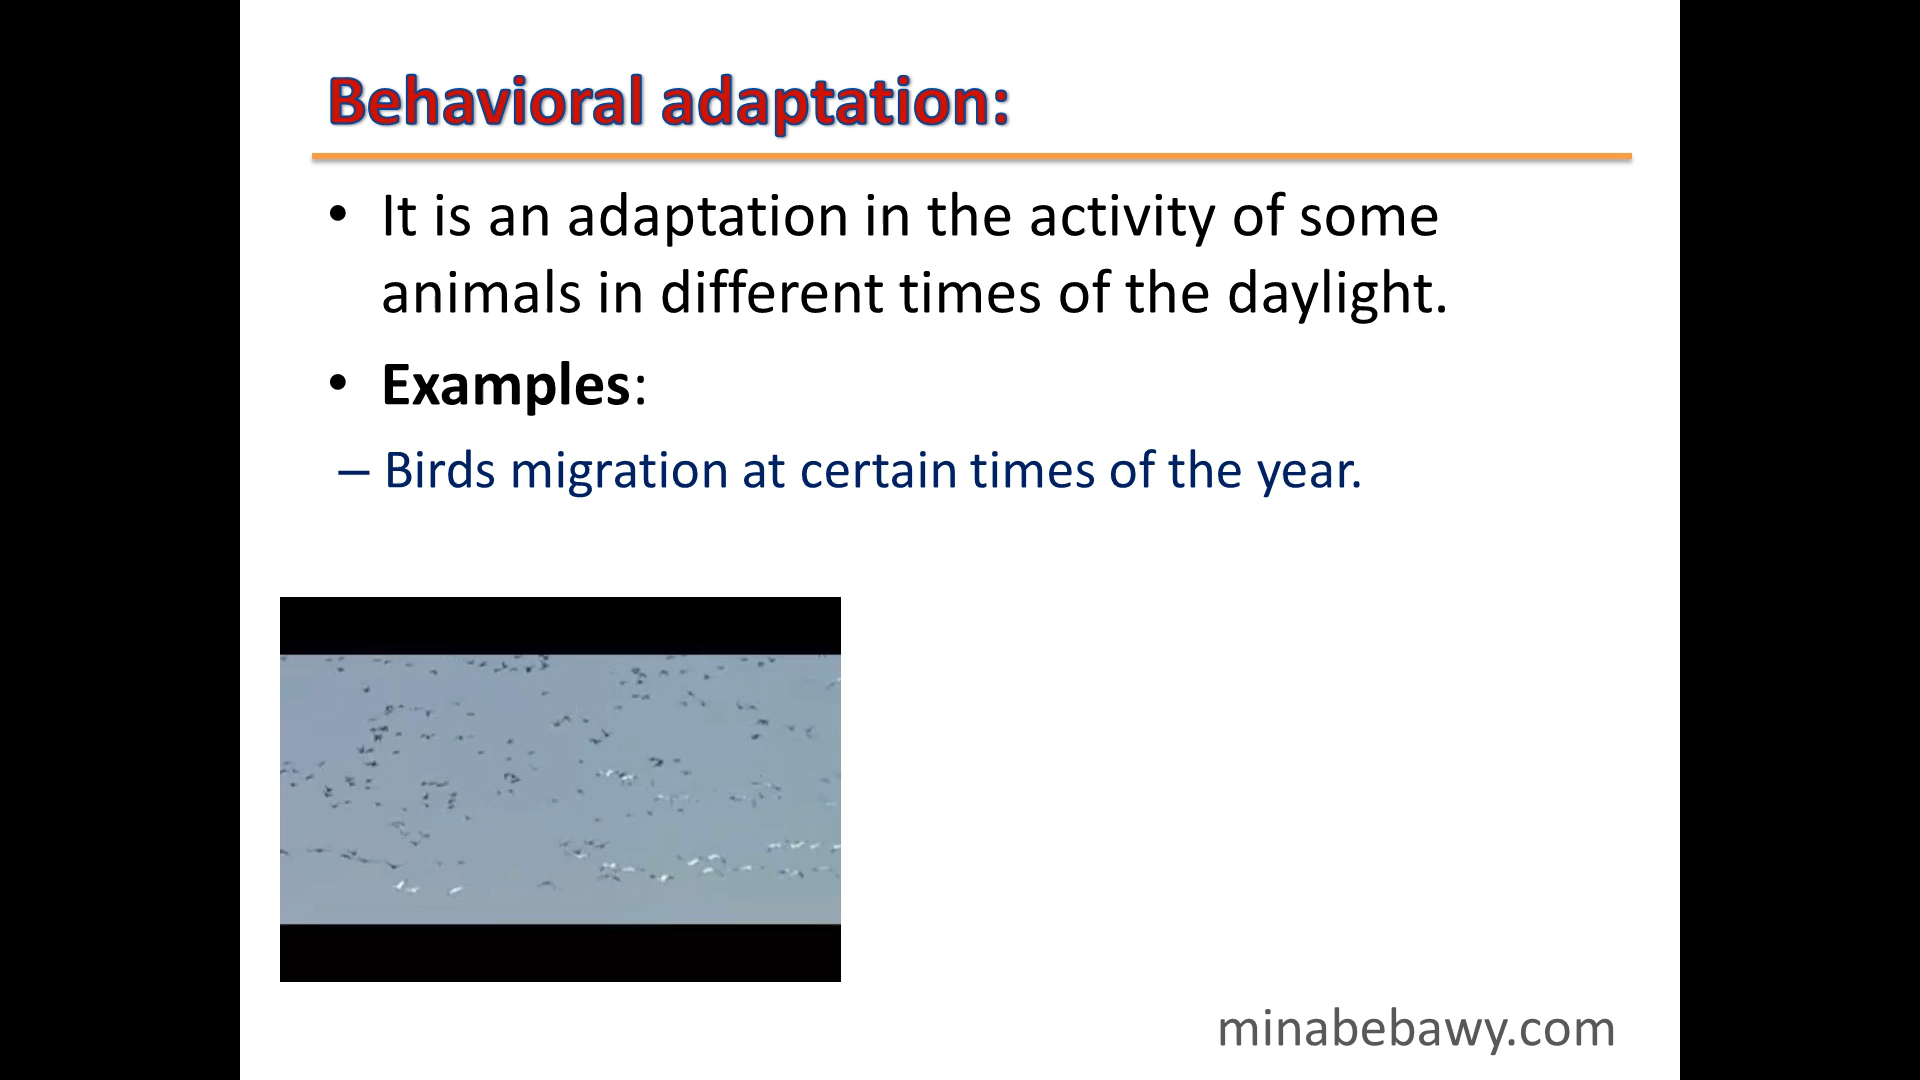 Behavioral adaptation:
• It is an adaptation in the activity of some
animals in different times of the daylight.
• Examples:
– Birds migration at certain times of the year.
minabebawy.com